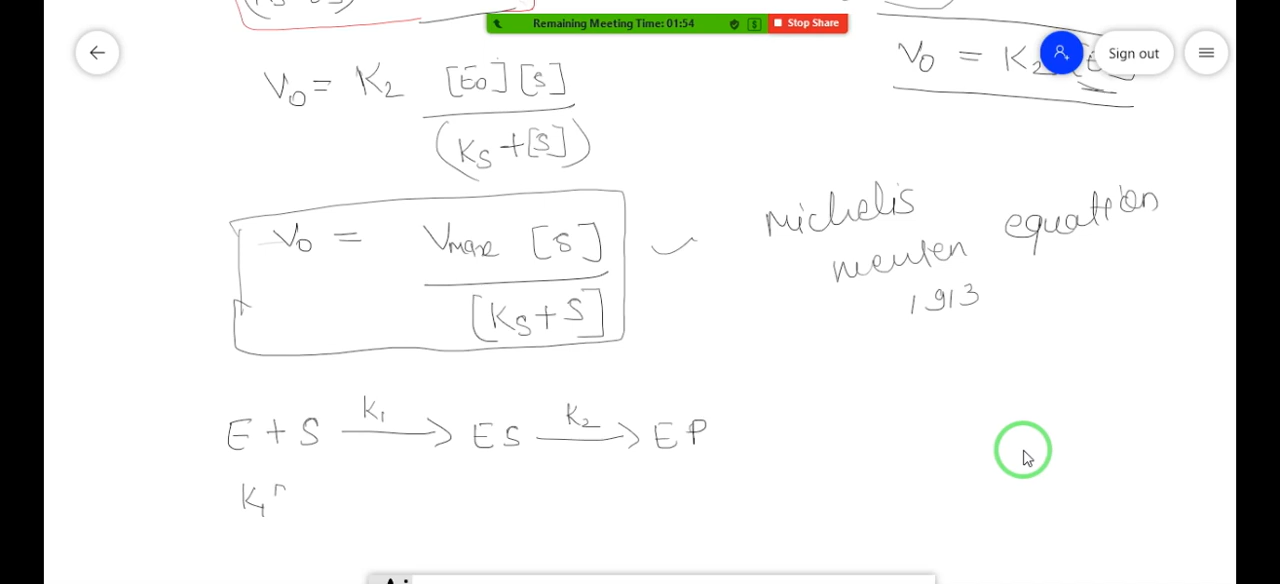 Remaining Meeting Time: 01:54
Stop Share
Sign out
V0 = K2
V0 = K2 [E0] [S]
(Ks + [S])
V0 = Vmax [S]
[Ks + S]
Michelis
menten equation
1913
E + S K1 → ES K2 → EP
K1